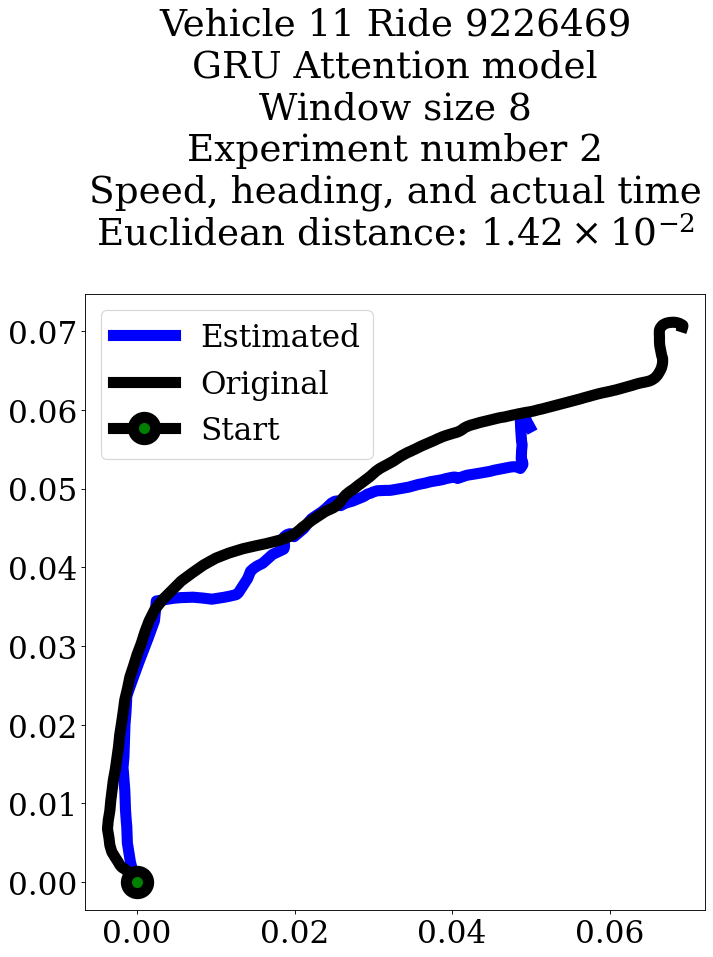 Vehicle 11 Ride 9226469
GRU Attention model
Window size 8
Experiment number 2
Speed, heading, and actual time
Euclidean distance: 1.42 × 10⁻²
Estimated
Original
Start
0.07
0.06
0.05
0.04
0.03
0.02
0.01
0.00
0.00 0.02 0.04 0.06